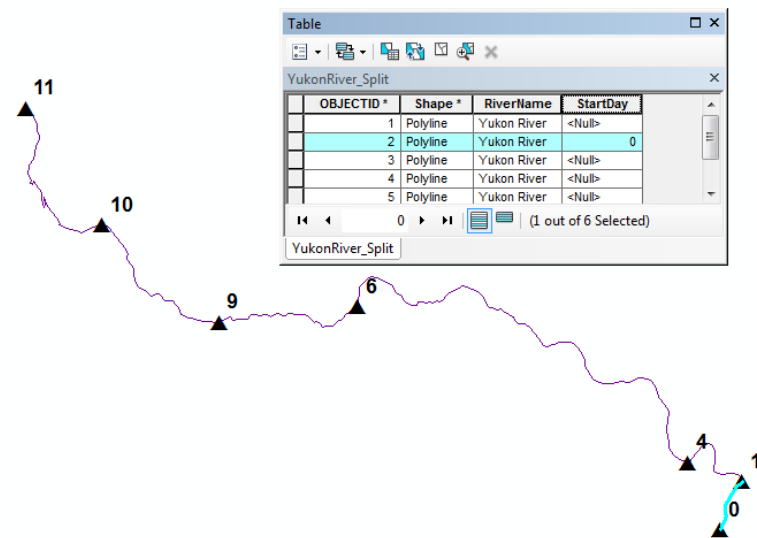 Table
YukonRiver_Split
OBJECTID * Shape * RiverName StartDay
1 Polyline Yukon River <Null>
2 Polyline Yukon River 0
3 Polyline Yukon River <Null>
4 Polyline Yukon River <Null>
5 Polyline Yukon River <Null>
0 (1 out of 6 Selected)
YukonRiver_Split
11
10
9
6
4
1
0